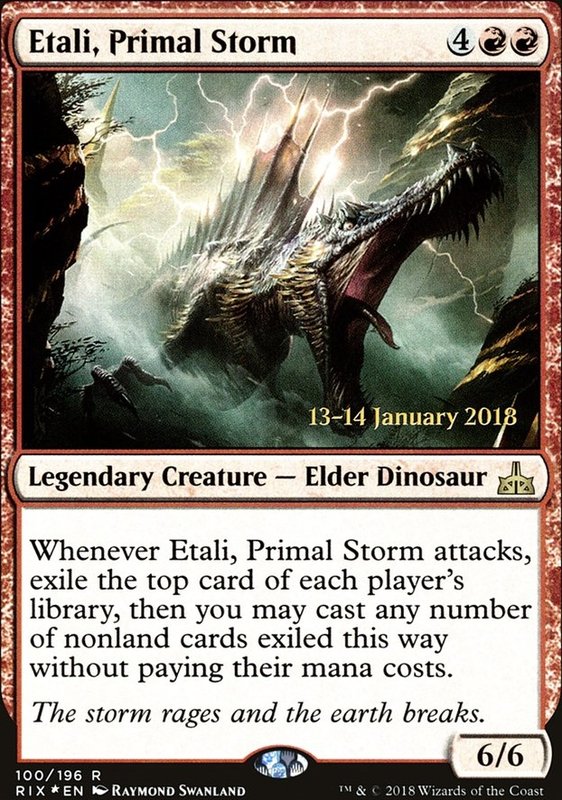 Etali, Primal Storm 4
13–14 January 2018
Legendary Creature — Elder Dinosaur
Whenever Etali, Primal Storm attacks,
exile the top card of each player's
library, then you may cast any number
of nonland cards exiled this way
without paying their mana costs.
The storm rages and the earth breaks.
6/6
100/196 R
RIX★EN Raymond Swanland ™ & © 2018 Wizards of the Coast